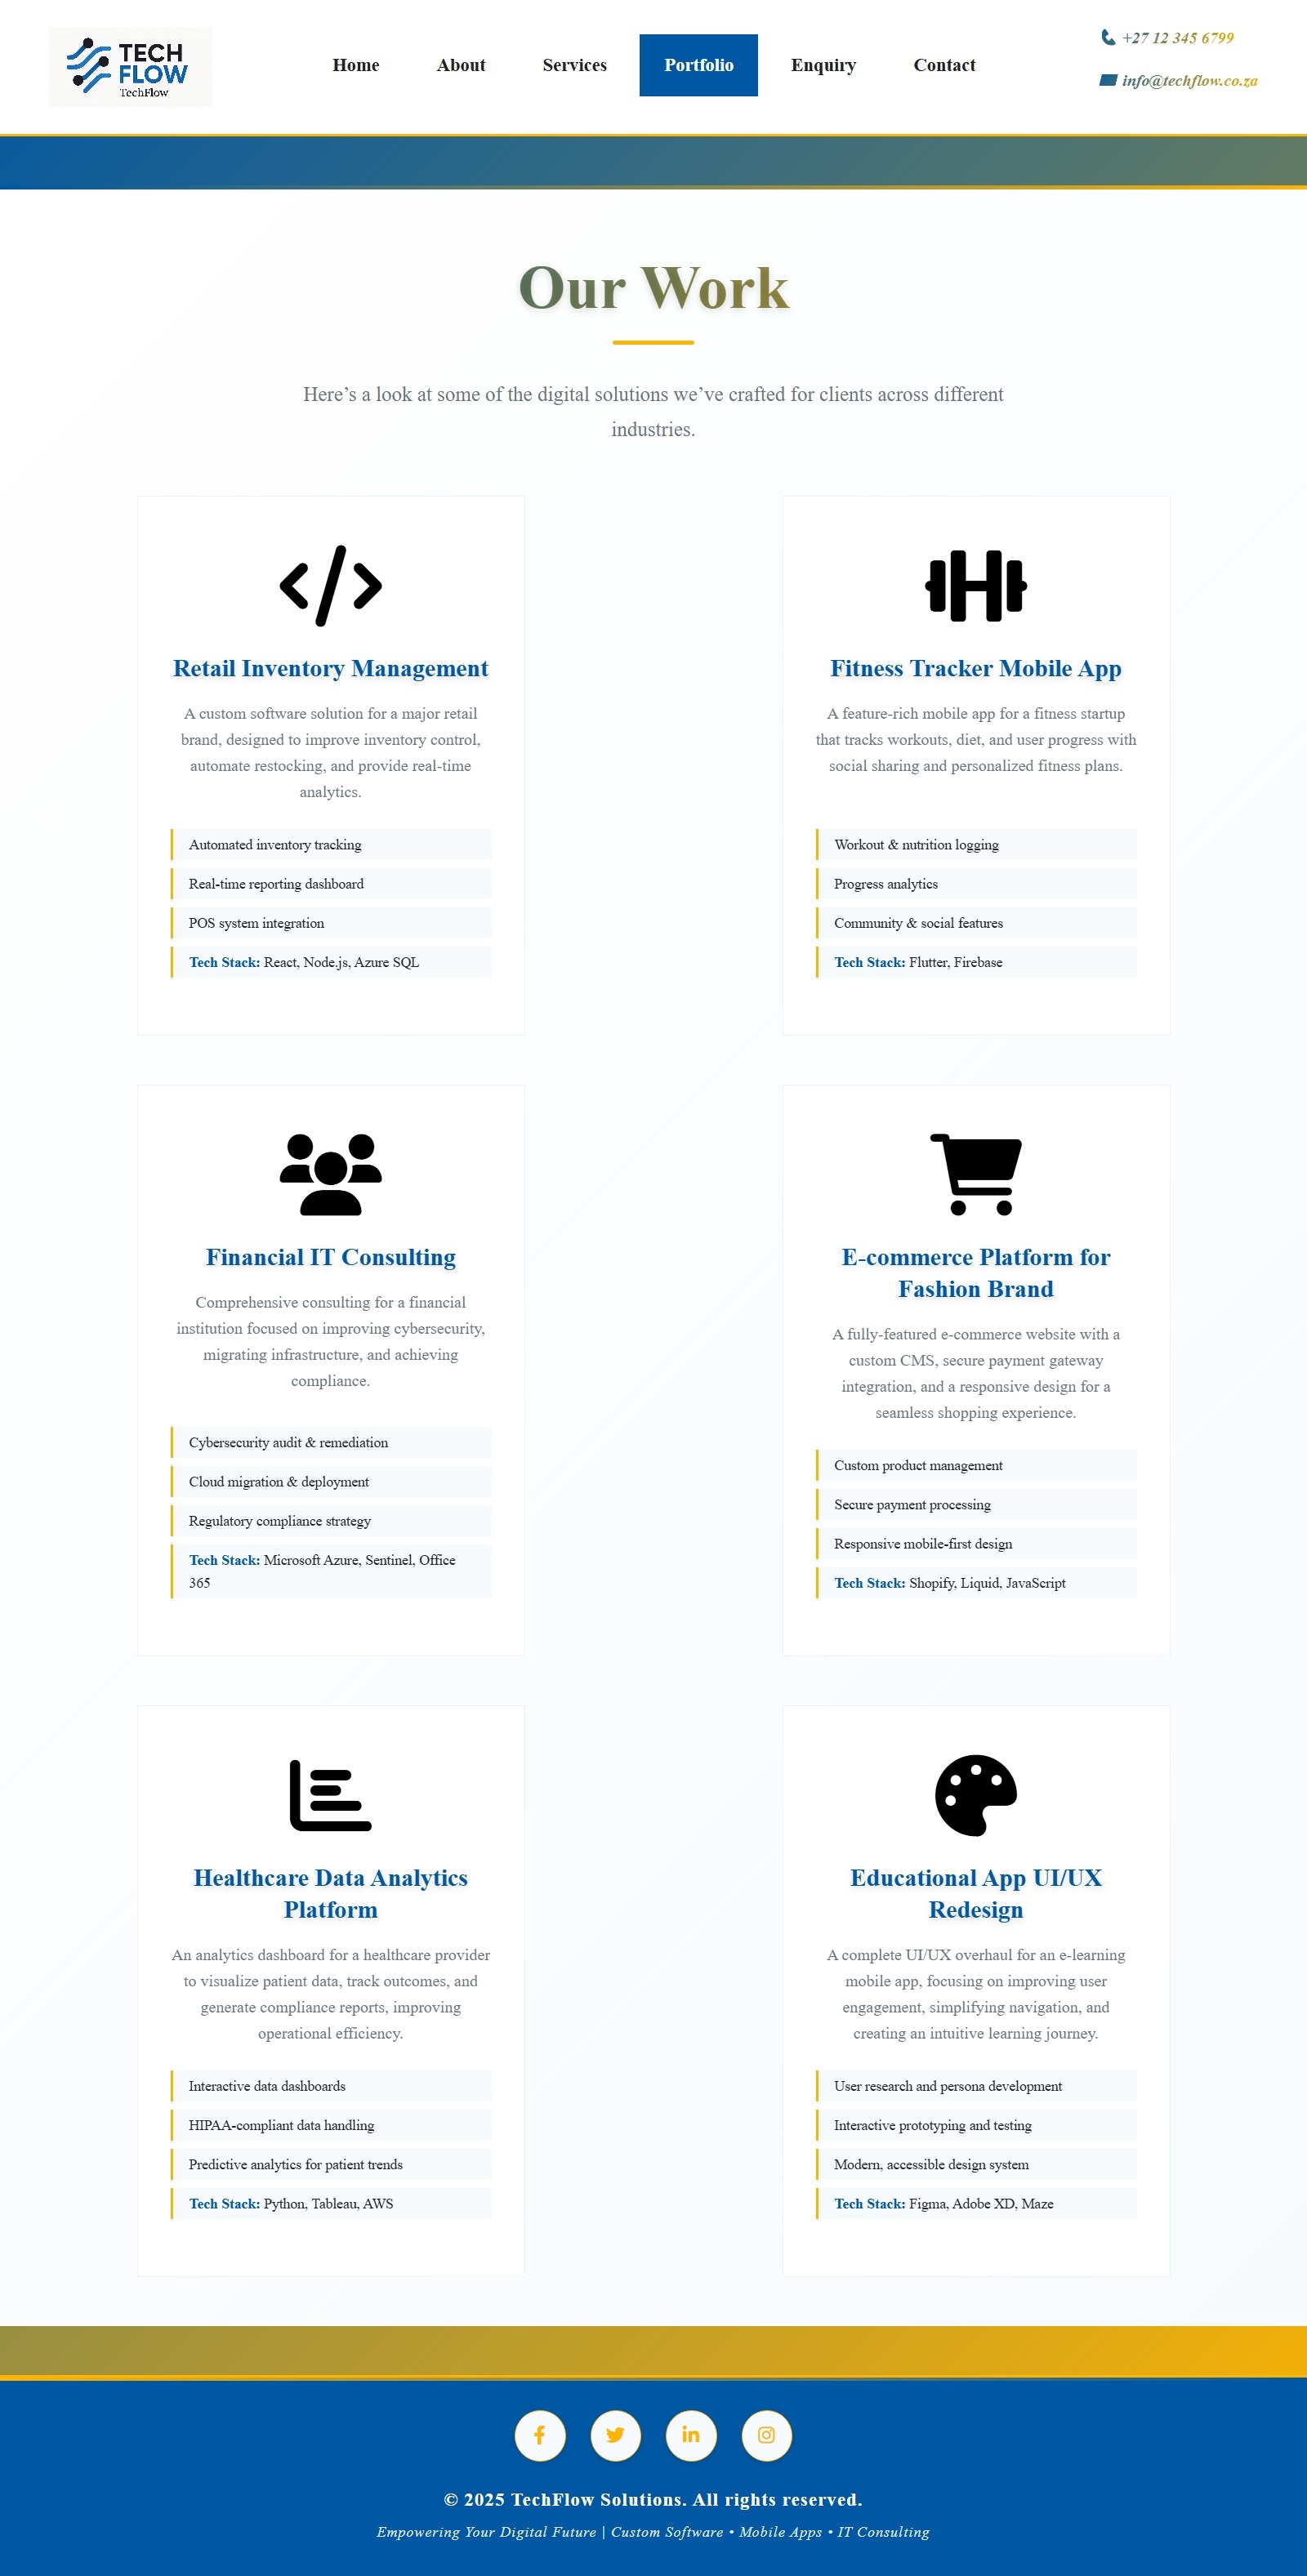 TECH
FLOW
TechFlow
Home
About
Services
Portfolio
Enquiry
Contact
+27 12 345 6799
info@techflow.co.za
Our Work
Here’s a look at some of the digital solutions we’ve crafted for clients across different
industries.
Retail Inventory Management
A custom software solution for a major retail
brand, designed to improve inventory control,
automate restocking, and provide real-time
analytics.
Automated inventory tracking
Real-time reporting dashboard
POS system integration
Tech Stack: React, Node.js, Azure SQL
Fitness Tracker Mobile App
A feature-rich mobile app for a fitness startup
that tracks workouts, diet, and user progress with
social sharing and personalized fitness plans.
Workout & nutrition logging
Progress analytics
Community & social features
Tech Stack: Flutter, Firebase
Financial IT Consulting
Comprehensive consulting for a financial
institution focused on improving cybersecurity,
migrating infrastructure, and achieving
compliance.
Cybersecurity audit & remediation
Cloud migration & deployment
Regulatory compliance strategy
Tech Stack: Microsoft Azure, Sentinel, Office
365
E-commerce Platform for
Fashion Brand
A fully-featured e-commerce website with a
custom CMS, secure payment gateway
integration, and a responsive design for a
seamless shopping experience.
Custom product management
Secure payment processing
Responsive mobile-first design
Tech Stack: Shopify, Liquid, JavaScript
Healthcare Data Analytics
Platform
An analytics dashboard for a healthcare provider
to visualize patient data, track outcomes, and
generate compliance reports, improving
operational efficiency.
Interactive data dashboards
HIPAA-compliant data handling
Predictive analytics for patient trends
Tech Stack: Python, Tableau, AWS
Educational App UI/UX
Redesign
A complete UI/UX overhaul for an e-learning
mobile app, focusing on improving user
engagement, simplifying navigation, and
creating an intuitive learning journey.
User research and persona development
Interactive prototyping and testing
Modern, accessible design system
Tech Stack: Figma, Adobe XD, Maze
© 2025 TechFlow Solutions. All rights reserved.
Empowering Your Digital Future | Custom Software • Mobile Apps • IT Consulting